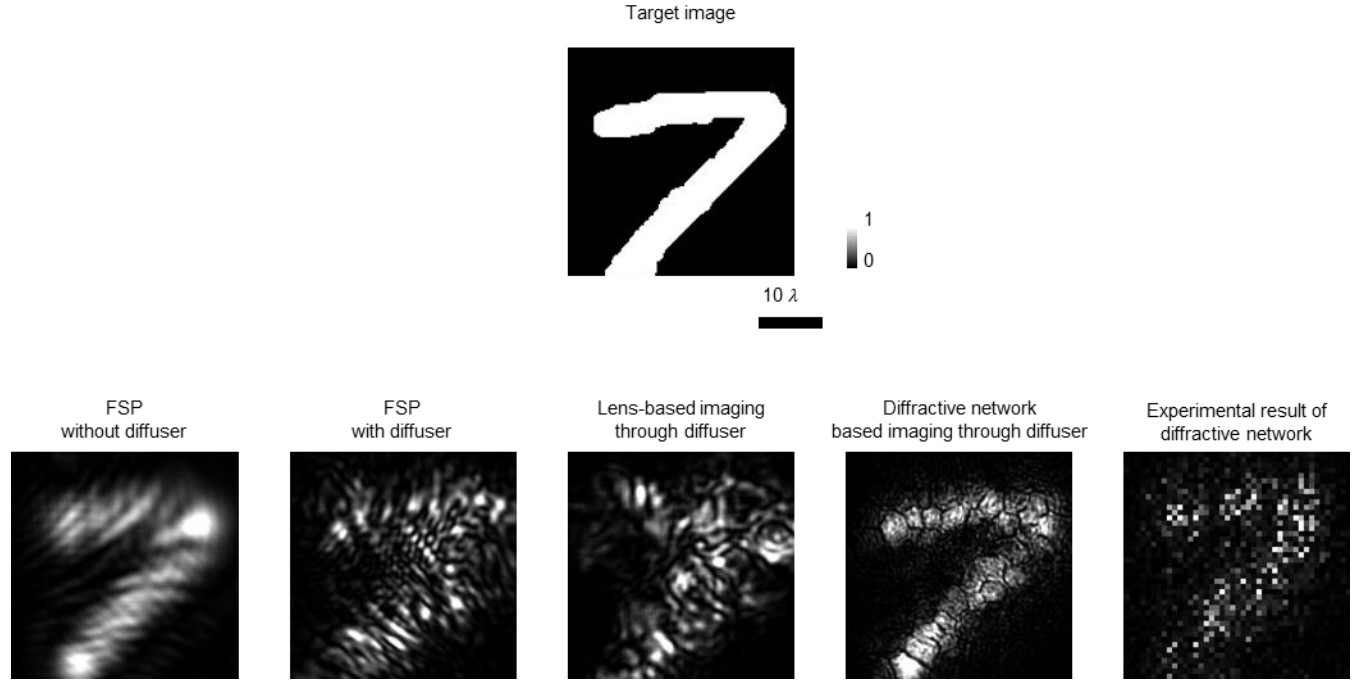 Target image
1
0
10 λ
FSP
without diffuser
FSP
with diffuser
Lens-based imaging
through diffuser
Diffractive network
based imaging through diffuser
Experimental result of
diffractive network